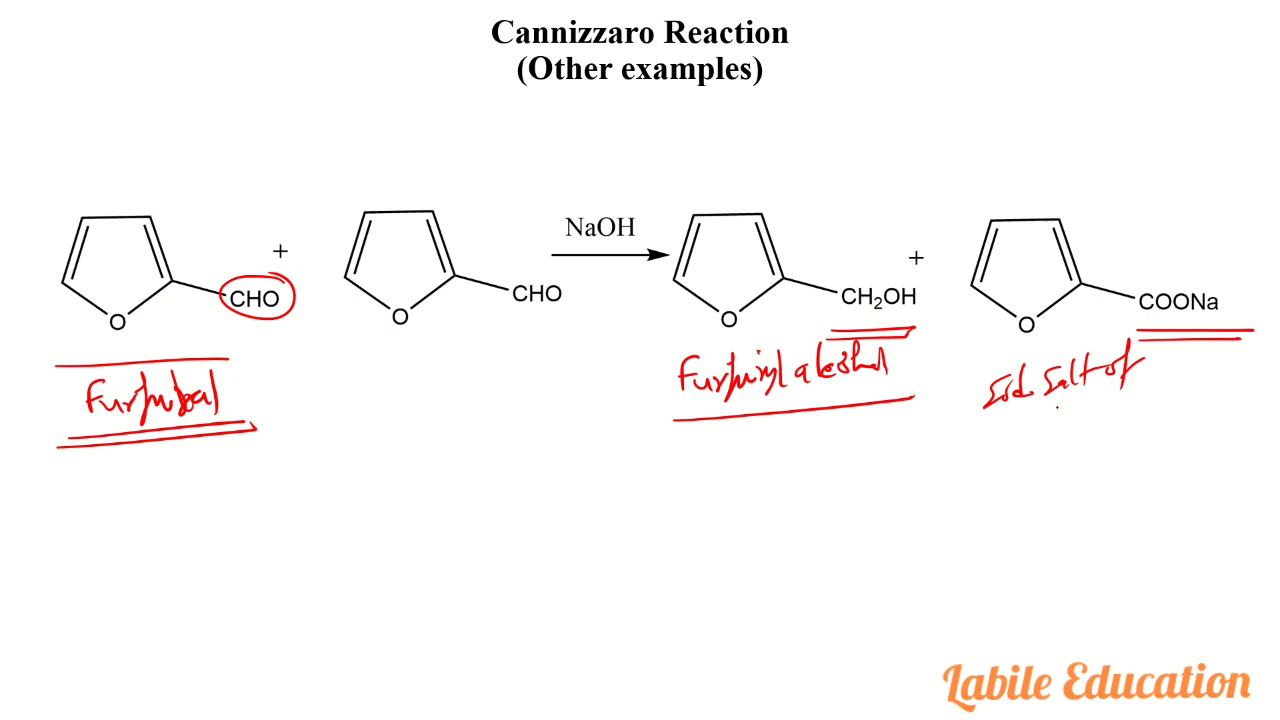 Cannizzaro Reaction
(Other examples)
NaOH
+
+
CHO
CHO
CH₂OH
COONa
O
O
O
O
Furfural
Furfuryl alcohol
Sod. Salt of
Labile Education